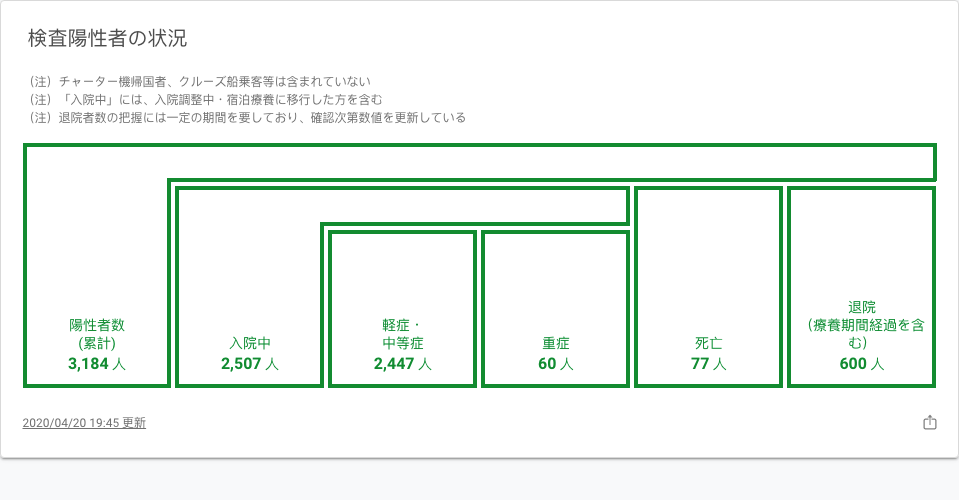 検査陽性者の状況
（注）チャーター機帰国者、クルーズ船乗客等は含まれていない
（注）「入院中」には、入院調整中・宿泊療養に移行した方を含む
（注）退院者数の把握には一定の期間を要しており、確認次第数値を更新している
陽性者数
(累計)
3,184 人
入院中
2,507 人
軽症・
中等症
2,447 人
重症
60 人
死亡
77 人
退院
（療養期間経過を含
む）
600 人
2020/04/20 19:45 更新